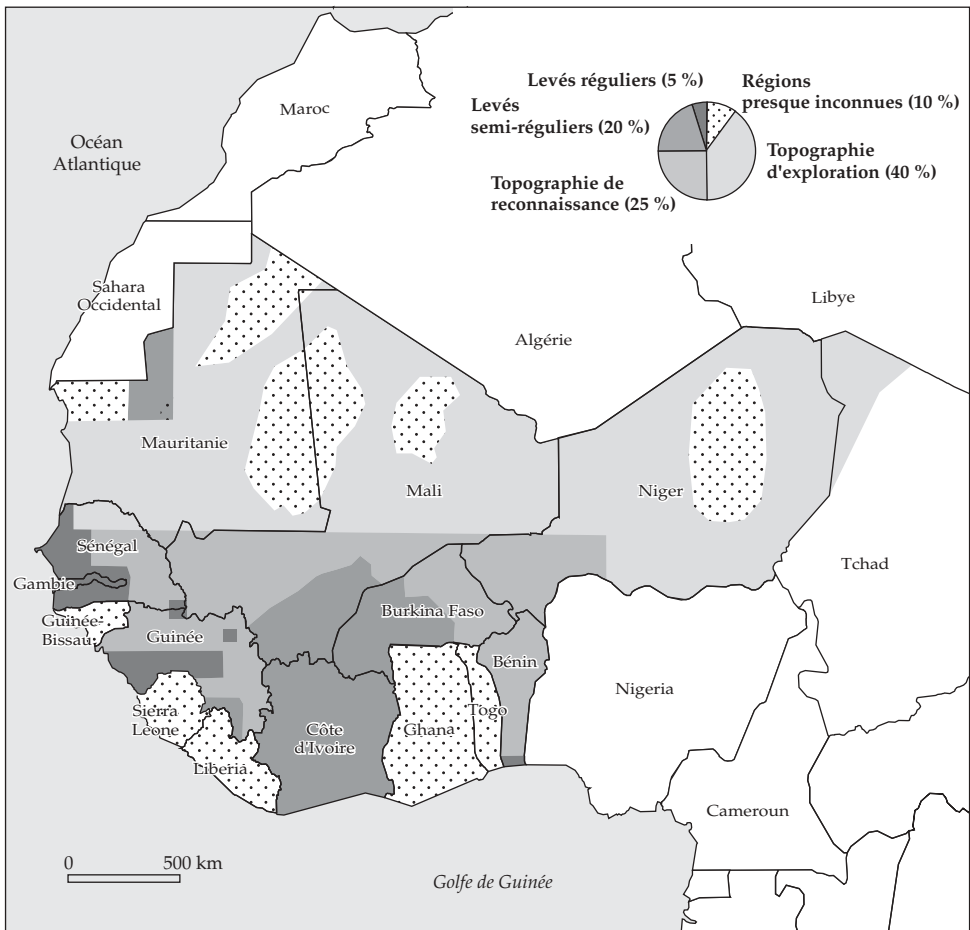 Levés réguliers (5 %)
Régions
presque inconnues (10 %)
Levés
semi-réguliers (20 %)
Topographie
d'exploration (40 %)
Topographie de
reconnaissance (25 %)
Maroc
Océan
Atlantique
Sahara
Occidental
Algérie
Libye
Mauritanie
Mali
Niger
Tchad
Sénégal
Gambie
Guinée
Bissau
Guinée
Burkina Faso
Bénin
Nigeria
Sierra
Leone
Liberia
Côte
d'Ivoire
Ghana
Togo
Cameroun
0 500 km
Golfe de Guinée